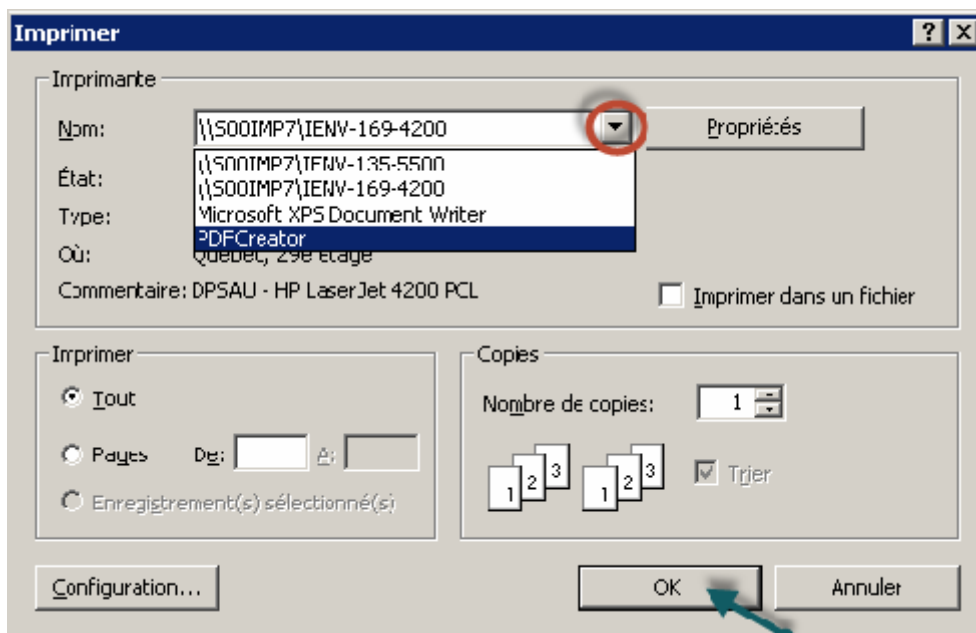 Imprimer
Imprimante
Nom: \\S00IMP7\IENV-169-4200 Propriétés
\\S00IMP7\IENV-135-5500
État: \\S00IMP7\IENV-169-4200
Type: Microsoft XPS Document Writer
PDFCreator
Où: Québec, 29e étage
Commentaire: DPSAU - HP LaserJet 4200 PCL Imprimer dans un fichier
Imprimer Copies
Tout Nombre de copies: 1
Pages De: À: 1 2 3 1 2 3 Trier
Enregistrement(s) sélectionné(s)
Configuration... OK Annuler